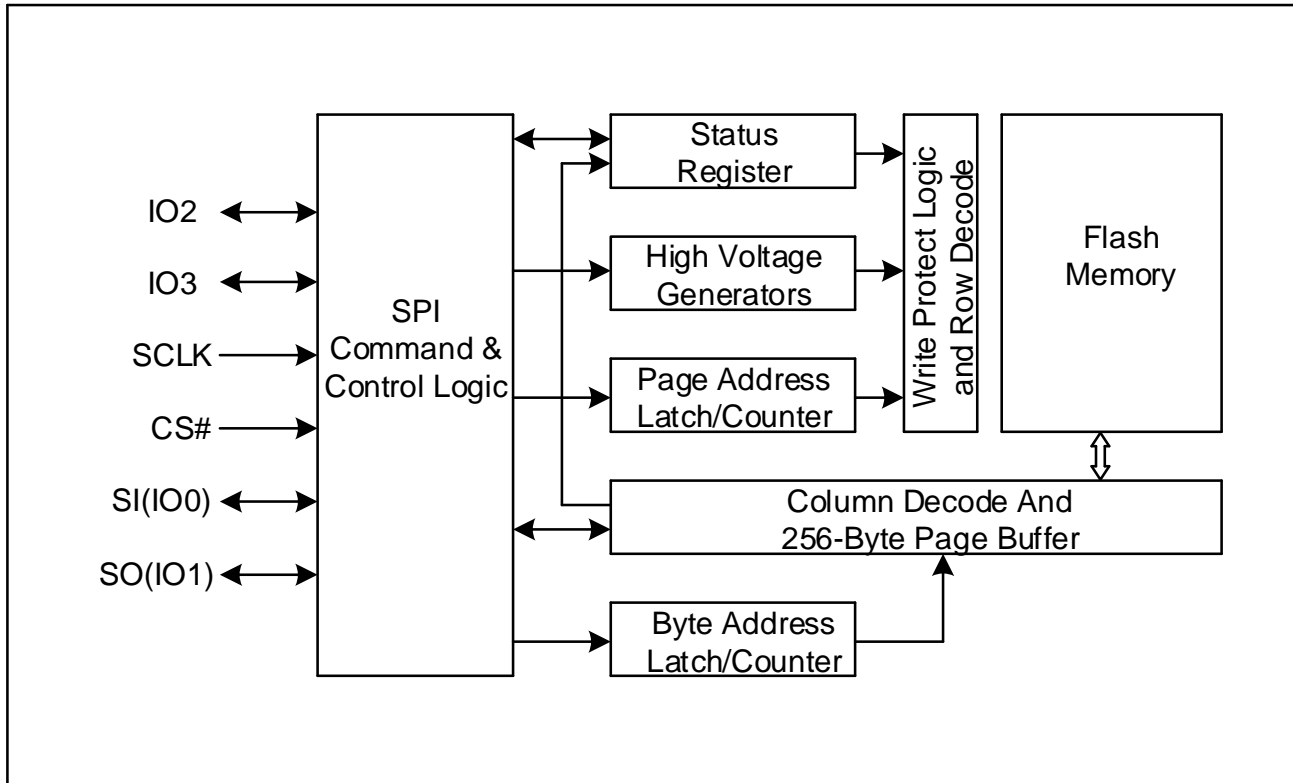 IO2
IO3
SCLK
CS#
SI(IO0)
SO(IO1)
SPI
Command &
Control Logic
Status
Register
High Voltage
Generators
Page Address
Latch/Counter
Write Protect Logic
and Row Decode
Flash
Memory
Column Decode And
256-Byte Page Buffer
Byte Address
Latch/Counter